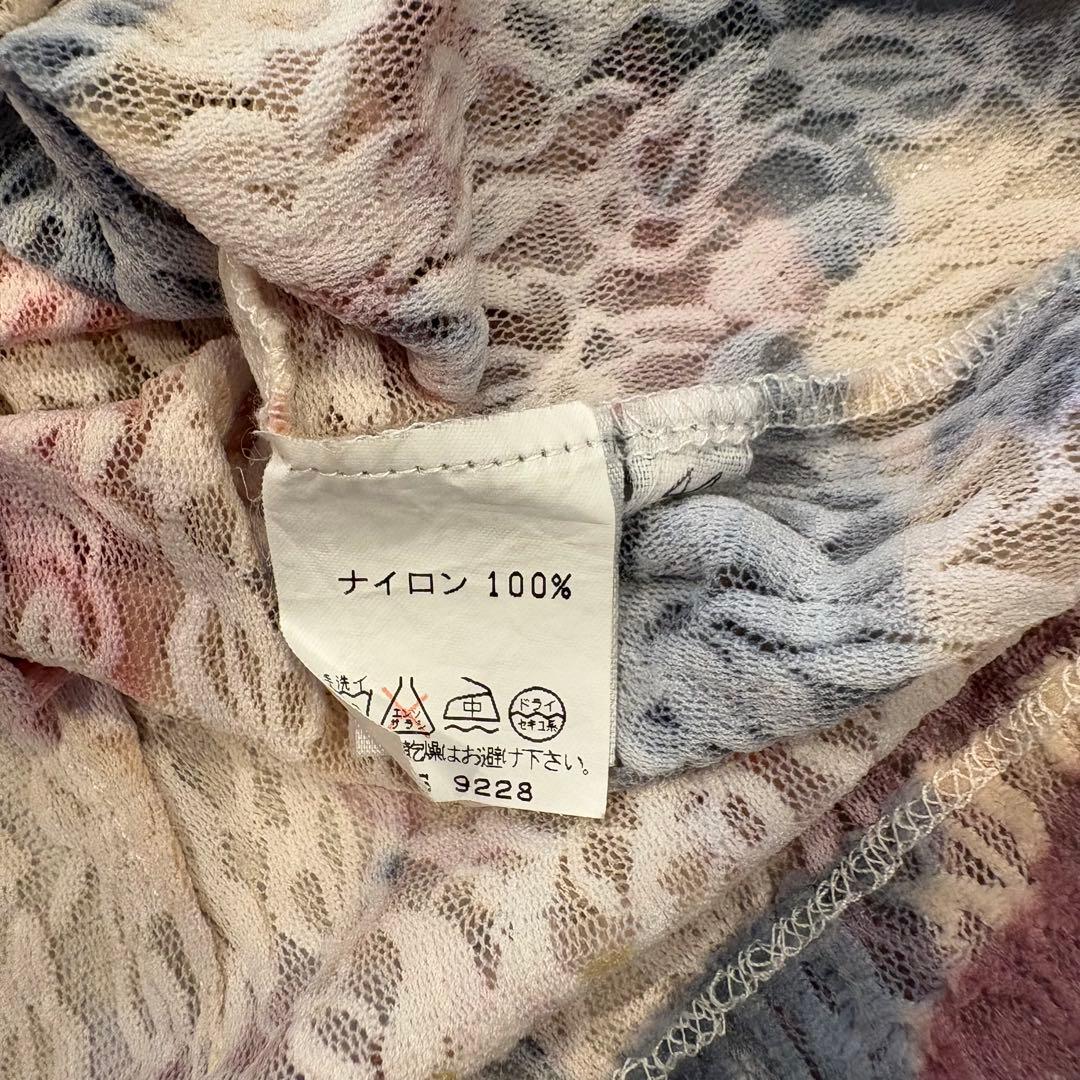 ナイロン 100%
手洗イ
エンソ
サラシ
中
ドライ
セキユ系
乾燥はお避け下さい。
9228